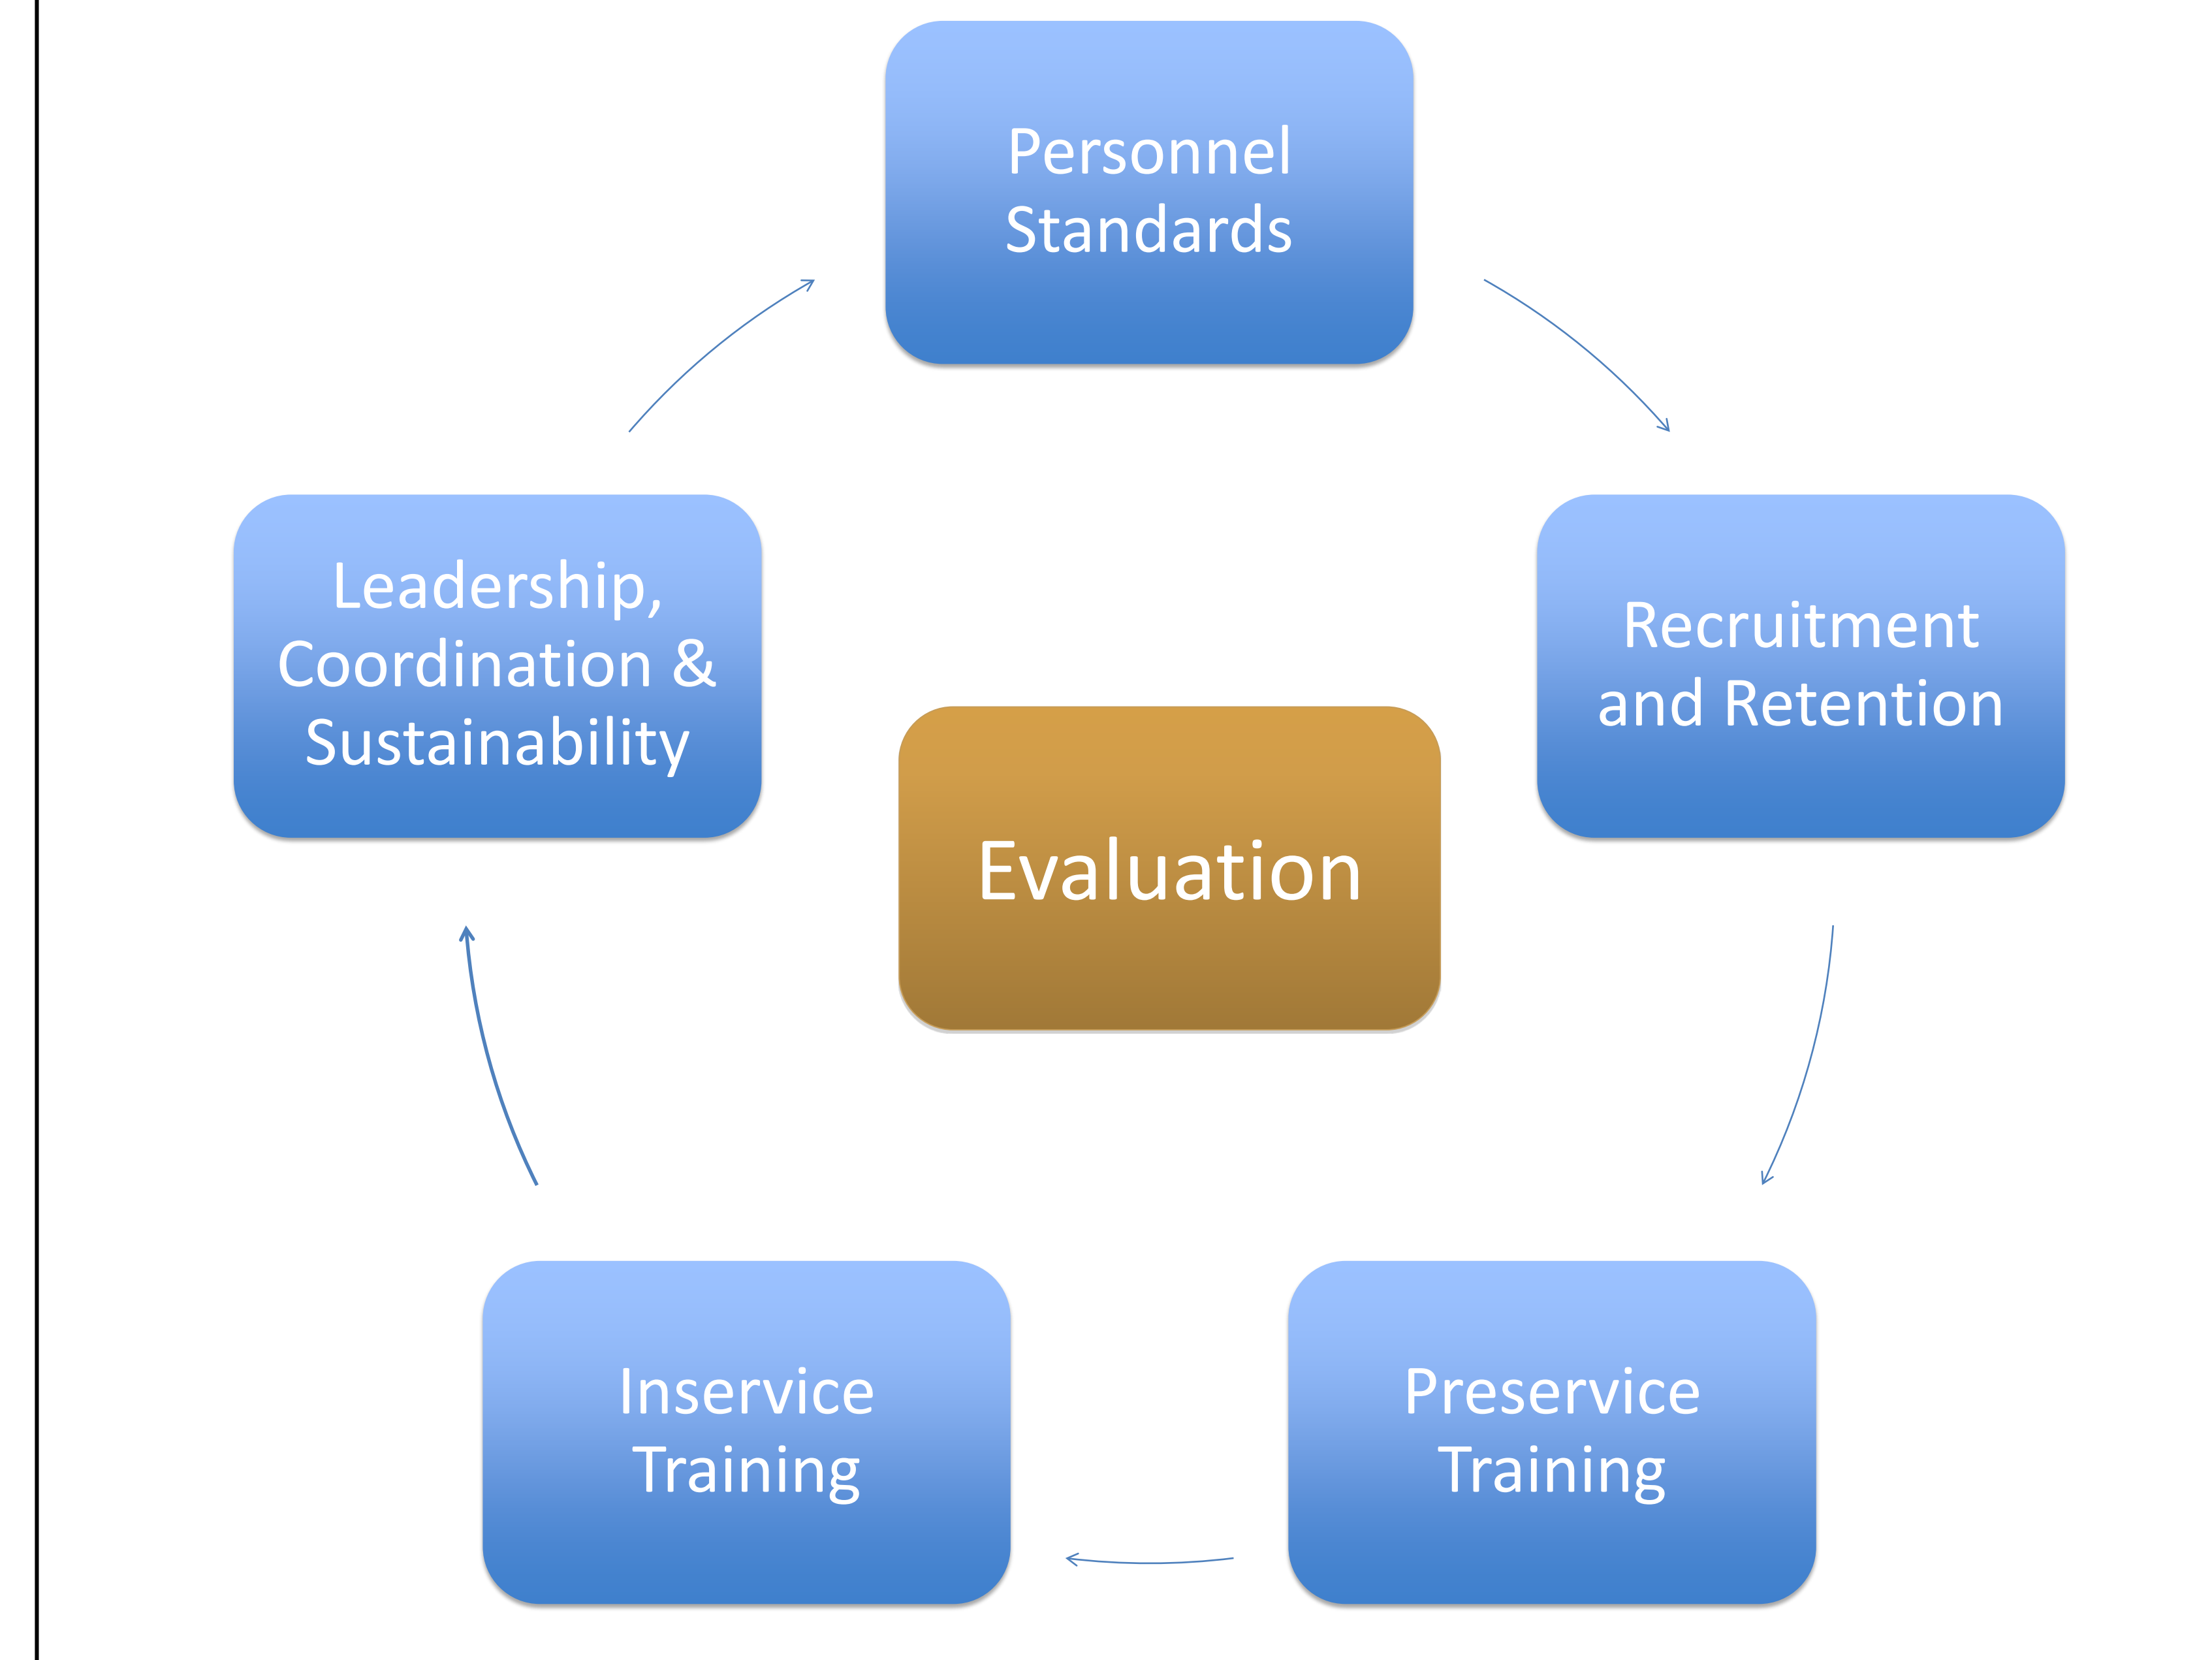 Personnel
Standards
Leadership,
Coordination &
Sustainability
Recruitment
and Retention
Evaluation
Inservice
Training
Preservice
Training